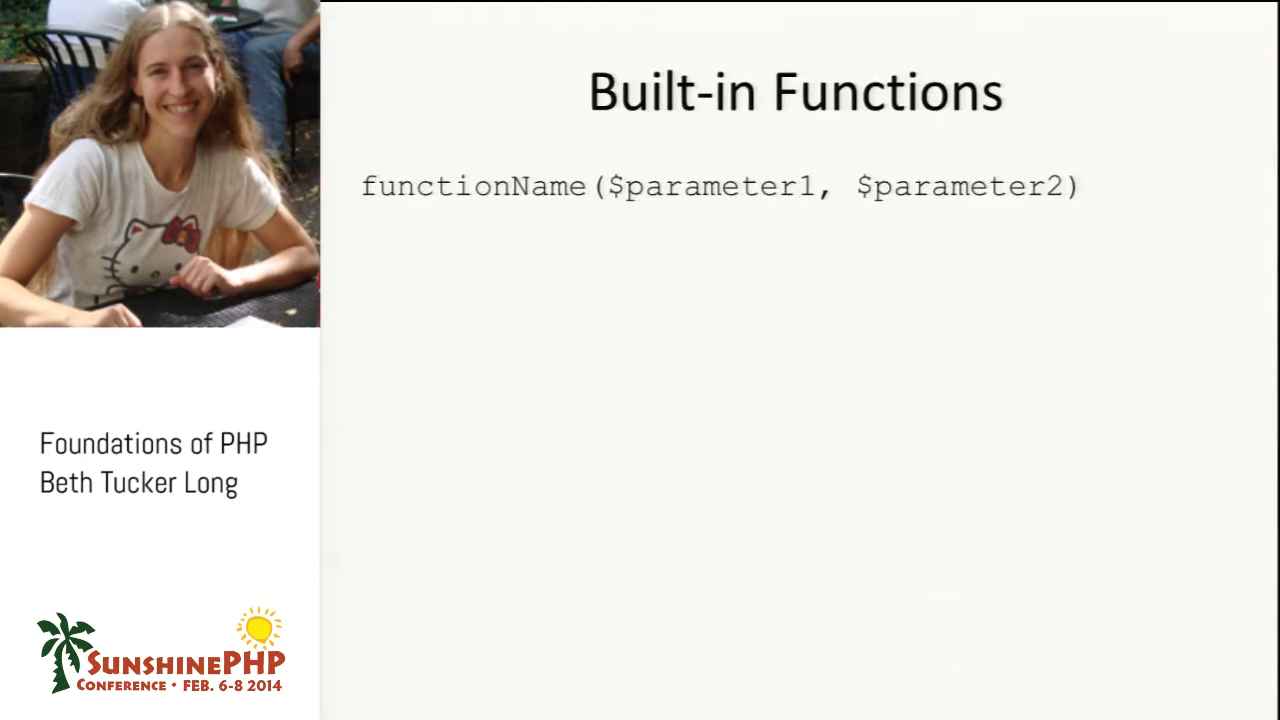 Built-in Functions
functionName($parameter1, $parameter2)
Foundations of PHP
Beth Tucker Long
SunshinePHP
Conference · Feb. 6-8 2014